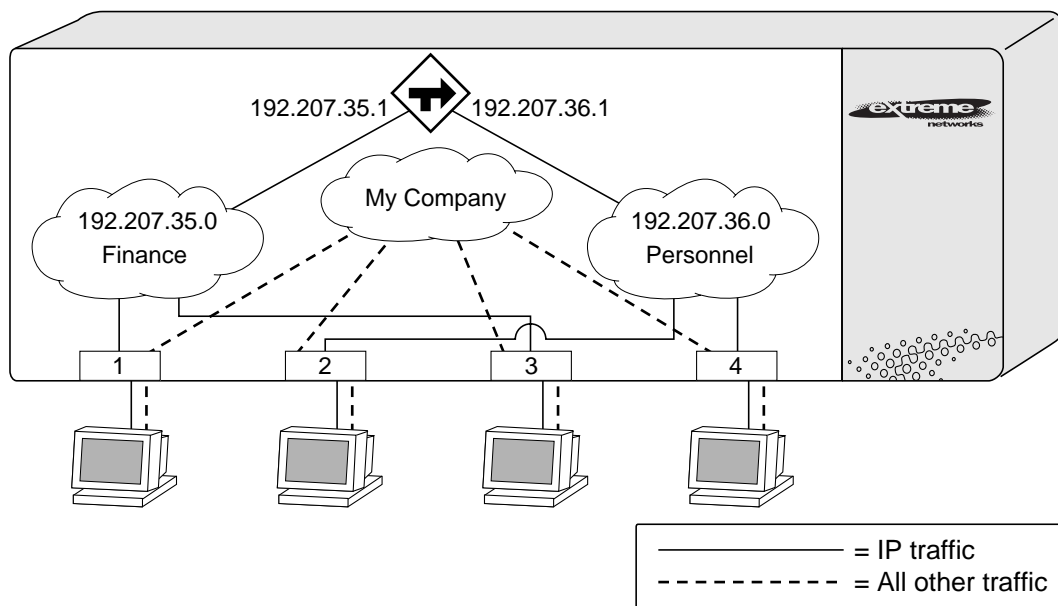 192.207.35.1
192.207.36.1
extreme
networks
My Company
192.207.35.0
Finance
192.207.36.0
Personnel
1
2
3
4
= IP traffic
= All other traffic